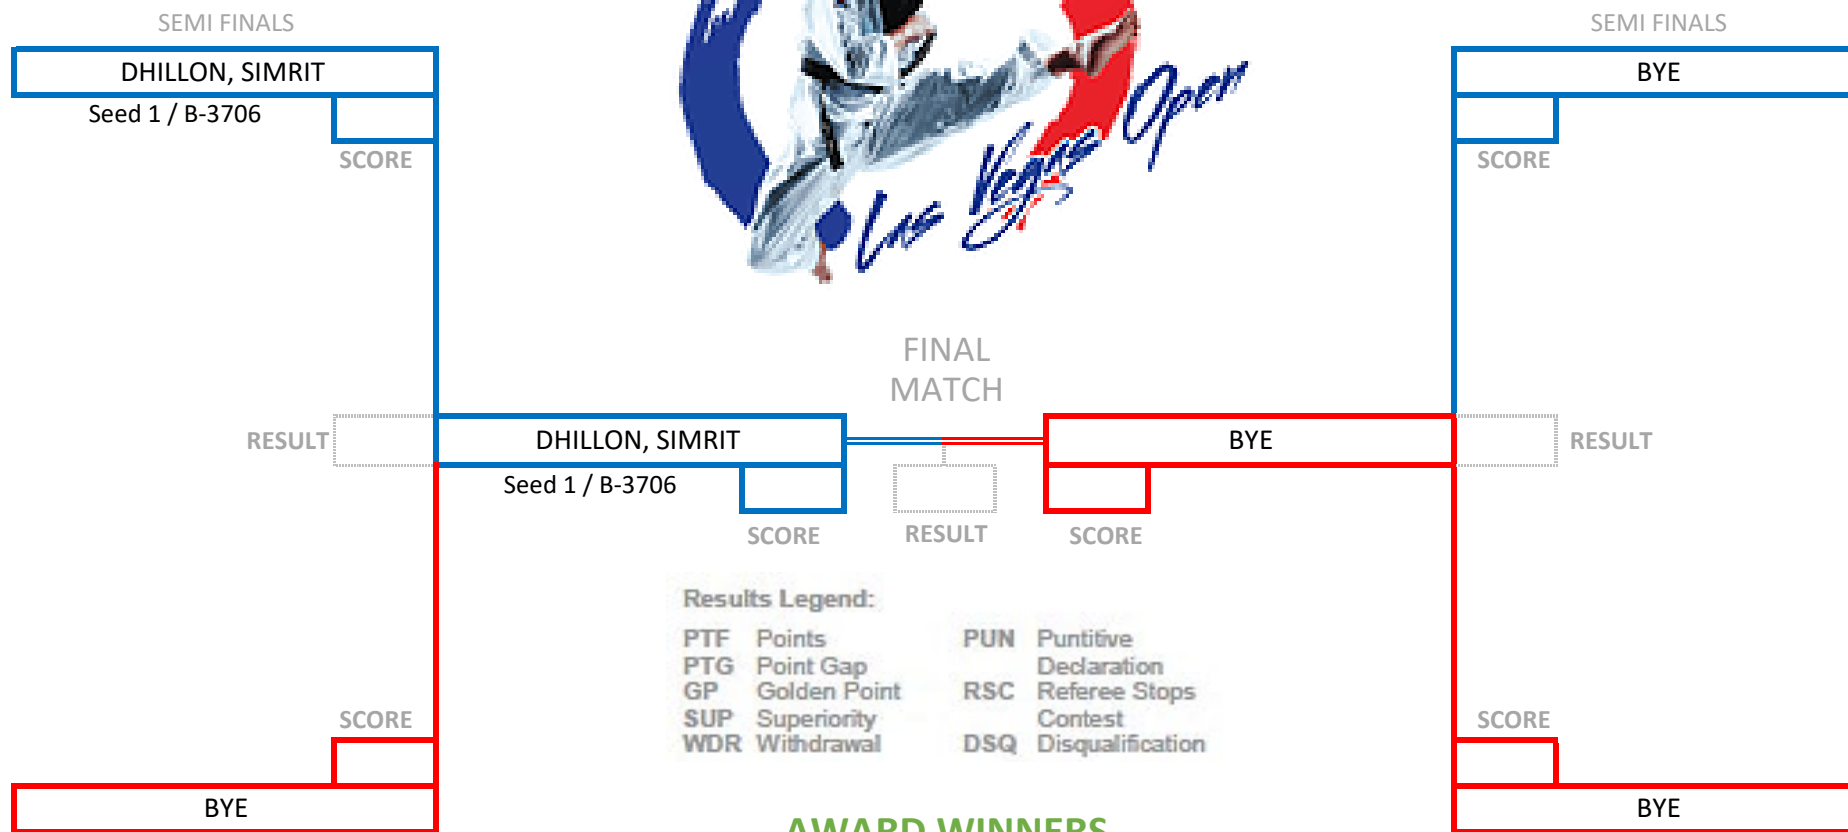 SEMI FINALS
SEMI FINALS
DHILLON, SIMRIT
BYE
Seed 1 / B-3706
SCORE
SCORE
Las Vegas Open
FINAL
MATCH
RESULT
DHILLON, SIMRIT
BYE
RESULT
Seed 1 / B-3706
SCORE
RESULT
SCORE
Results Legend:
PTF Points
PUN Puntitive
Declaration
PTG Point Gap
GP Golden Point
RSC Referee Stops
Contest
SUP Superiority
WDR Withdrawal
DSQ Disqualification
SCORE
SCORE
BYE
BYE
AWARD WINNERS